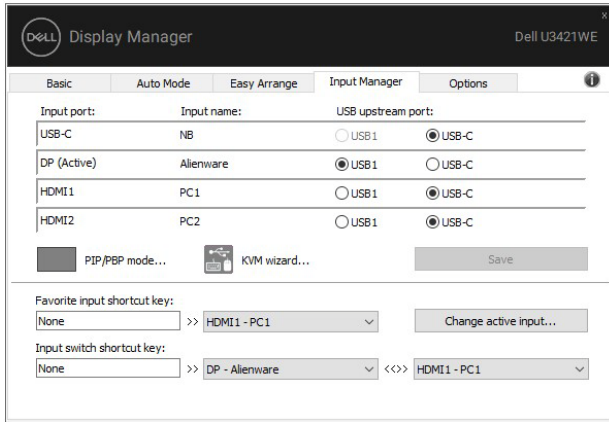 x
DELL Display Manager Dell U3421WE
Basic Auto Mode Easy Arrange Input Manager Options i
Input port: Input name: USB upstream port:
USB-C NB USB1 USB-C
DP (Active) Alienware USB1 USB-C
HDMI1 PC1 USB1 USB-C
HDMI2 PC2 USB1 USB-C
PIP/PBP mode... KVM wizard... Save
Favorite input shortcut key:
None >> HDMI1 - PC1 Change active input...
Input switch shortcut key:
None >> DP - Alienware <<>> HDMI1 - PC1